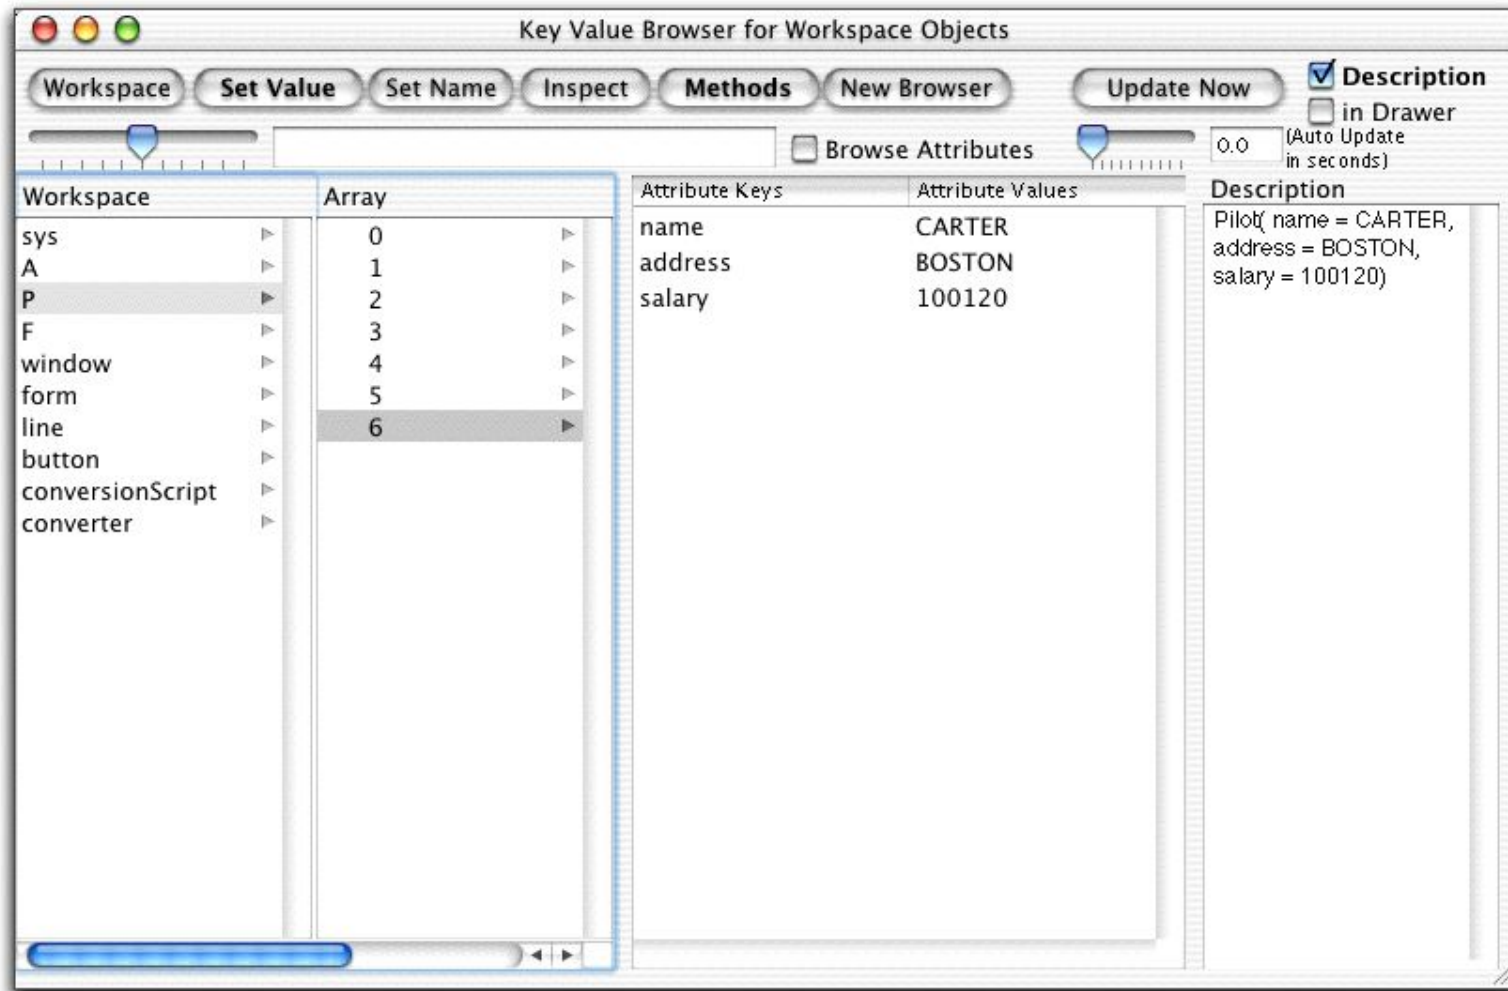 Key Value Browser for Workspace Objects
Workspace Set Value Set Name Inspect Methods New Browser Update Now Description
in Drawer
Browse Attributes 0.0 (Auto Update
in seconds)
Workspace Array Attribute Keys Attribute Values Description
sys 0 name CARTER Pilot( name = CARTER,
A 1 address BOSTON address = BOSTON,
P 2 salary 100120 salary = 100120)
F 3
window 4
form 5
line 6
button
conversionScript
converter